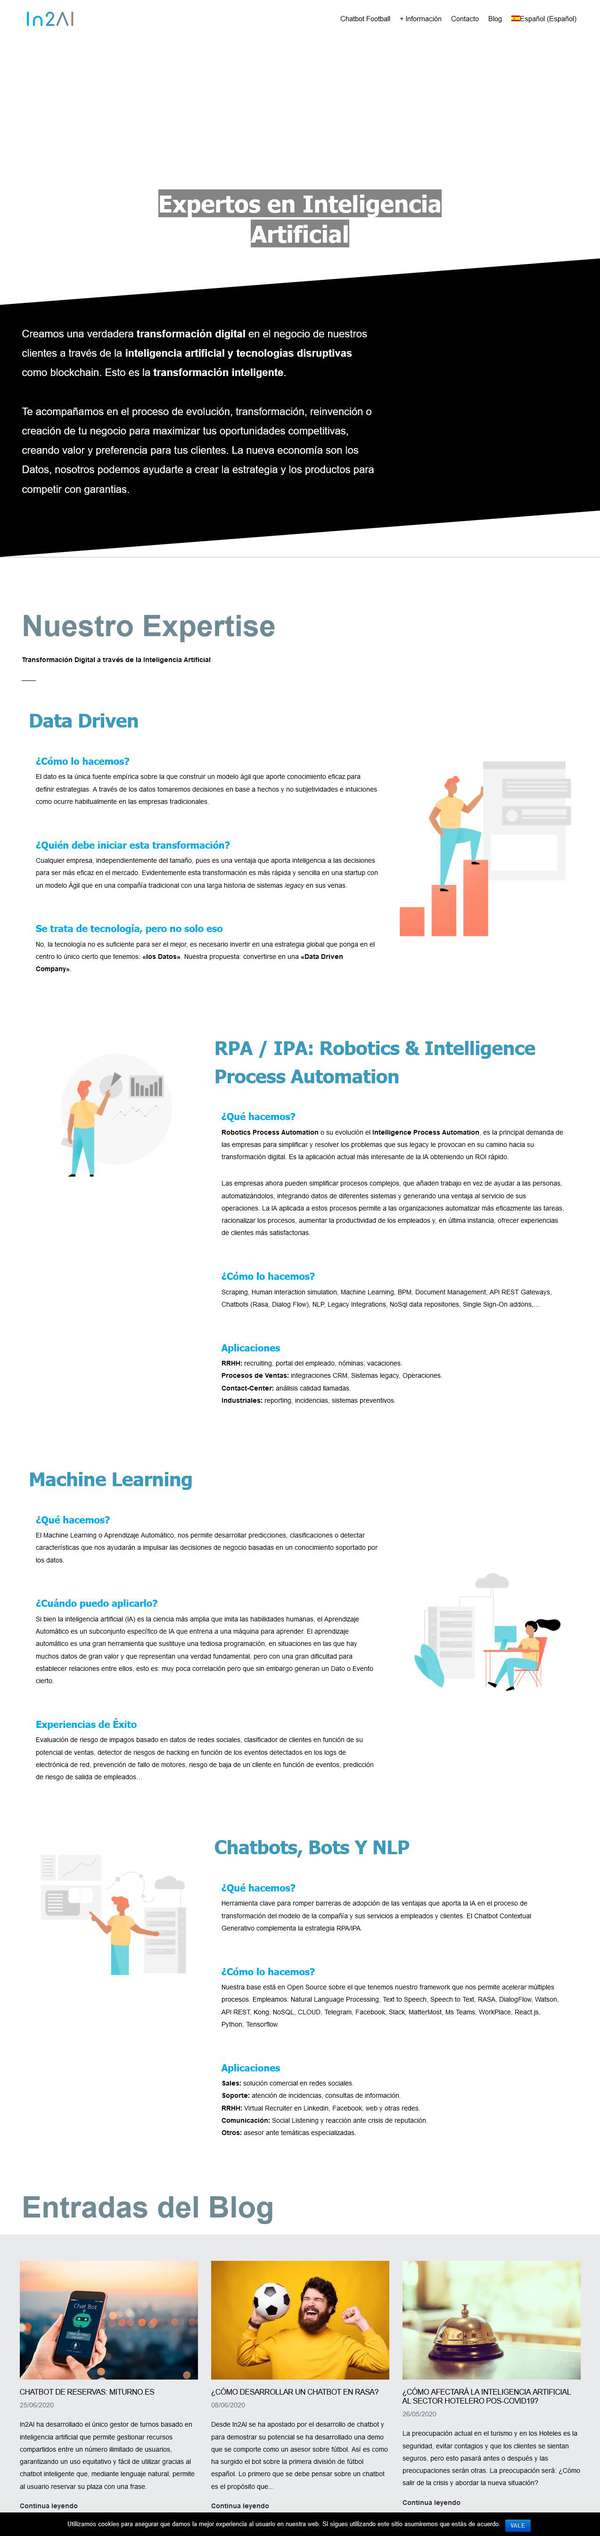 In2AI
Chatbot Football + Información Contacto Blog Español (Español)
Expertos en Inteligencia
Artificial
Creamos una verdadera transformación digital en el negocio de nuestros
clientes a través de la inteligencia artificial y tecnologías disruptivas
como blockchain. Esto es la transformación inteligente.
Te acompañamos en el proceso de evolución, transformación, reinvención o
creación de tu negocio para maximizar tus oportunidades competitivas,
creando valor y preferencia para tus clientes. La nueva economía son los
Datos, nosotros podemos ayudarte a crear la estrategia y los productos para
competir con garantías.
Nuestro Expertise
Transformación Digital a través de la Inteligencia Artificial
Data Driven
¿Cómo lo hacemos?
El dato es la única fuente empírica sobre la que construir un modelo ágil que aporte conocimiento eficaz para
definir estrategias. A través de los datos tomaremos decisiones en base a hechos y no subjetividades e intuiciones
como ocurre habitualmente en las empresas tradicionales.
¿Quién debe iniciar esta transformación?
Cualquier empresa, independientemente del tamaño, pues es una ventaja que aporta inteligencia a las decisiones
para ser más eficaz en el mercado. Evidentemente esta transformación es más rápida y sencilla en una startup con
un modelo Ágil que en una compañía tradicional con una larga historia de sistemas legacy en sus venas.
Se trata de tecnología, pero no solo eso
No, la tecnología no es suficiente para ser el mejor, es necesario invertir en una estrategia global que ponga en el
centro lo único cierto que tenemos: «los Datos». Nuestra propuesta: convertirse en una «Data Driven
Company».
RPA / IPA: Robotics & Intelligence
Process Automation
¿Qué hacemos?
Robotics Process Automation o su evolución el Intelligence Process Automation, es la principal demanda de
las empresas para simplificar y resolver los problemas que sus legacy le provocan en su camino hacia su
transformación digital. Es la aplicación actual más interesante de la IA obteniendo un ROI rápido.
Las empresas ahora pueden simplificar procesos complejos, que añaden trabajo en vez de ayudar a las personas,
automatizándolos, integrando datos de diferentes sistemas y generando una ventaja al servicio de sus
operaciones. La IA aplicada a estos procesos permite a las organizaciones automatizar más eficazmente las tareas,
racionalizar los procesos, aumentar la productividad de los empleados y, en última instancia, ofrecer experiencias
de clientes más satisfactorias.
¿Cómo lo hacemos?
Scraping, Human interaction simulation, Machine Learning, BPM, Document Management, API REST Gateways,
Chatbots (Rasa, Dialog Flow), NLP, Legacy Integrations, NoSql data repositories, Single Sign-On addons,…
Aplicaciones
RRHH: recruiting, portal del empleado, nóminas, vacaciones.
Procesos de Ventas: integraciones CRM, Sistemas legacy, Operaciones.
Contact-Center: análisis calidad llamadas.
Industriales: reporting, incidencias, sistemas preventivos.
Machine Learning
¿Qué hacemos?
El Machine Learning o Aprendizaje Automático, nos permite desarrollar predicciones, clasificaciones o detectar
características que nos ayudarán a impulsar las decisiones de negocio basadas en un conocimiento soportado por
los datos.
¿Cuándo puedo aplicarlo?
Si bien la inteligencia artificial (IA) es la ciencia más amplia que imita las habilidades humanas, el Aprendizaje
Automático es un subconjunto específico de IA que entrena a una máquina para aprender. El aprendizaje
automático es una gran herramienta que sustituye una tediosa programación, en situaciones en las que hay
muchos datos de gran valor y que representan una verdad fundamental, pero con una gran dificultad para
establecer relaciones entre ellos, esto es: muy poca correlación pero que sin embargo generan un Dato o Evento
cierto.
Experiencias de Éxito
Evaluación de riesgo de impagos basado en datos de redes sociales, clasificador de clientes en función de su
potencial de ventas, detector de riesgos de hacking en función de los eventos detectados en los logs de
electrónica de red, prevención de fallo de motores, riesgo de baja de un cliente en función de eventos, predicción
de riesgo de salida de empleados…
Chatbots, Bots Y NLP
¿Qué hacemos?
Herramienta clave para romper barreras de adopción de las ventajas que aporta la IA en el proceso de
transformación del modelo de la compañía y sus servicios a empleados y clientes. El Chatbot Contextual
Generativo complementa la estrategia RPA/IPA.
¿Cómo lo hacemos?
Nuestra base está en Open Source sobre el que tenemos nuestro framework que nos permite acelerar múltiples
procesos. Empleamos: Natural Language Processing, Text to Speech, Speech to Text, RASA, DialogFlow, Watson,
API REST, Kong, NoSQL, CLOUD, Telegram, Facebook, Slack, MatterMost, Ms Teams, WorkPlace, React.js,
Python, Tensorflow
Aplicaciones
Sales: solución comercial en redes sociales.
Soporte: atención de incidencias, consultas de información.
RRHH: Virtual Recruiter en Linkedin, Facebook, web y otras redes.
Comunicación: Social Listening y reacción ante crisis de reputación.
Otros: asesor ante temáticas especializadas.
Entradas del Blog
Chat Bot
CHATBOT DE RESERVAS: MITURNO.ES
25/06/2020
In2AI ha desarrollado el único gestor de turnos basado en
inteligencia artificial que permite gestionar recursos
compartidos entre un número ilimitado de usuarios,
garantizando un uso equitativo y fácil de utilizar gracias al
chatbot inteligente que, mediante lenguaje natural, permite
al usuario reservar su plaza con una frase.
Continua leyendo
¿CÓMO DESARROLLAR UN CHATBOT EN RASA?
08/06/2020
Desde In2AI se ha apostado por el desarrollo de chatbot y
para demostrar su potencial se ha desarrollado una demo
que se comporte como un asesor sobre fútbol. Así es como
ha surgido el bot sobre la primera división de fútbol
español. Lo primero que se debe pensar sobre un chatbot
es el propósito que...
Continua leyendo
¿CÓMO AFECTARÁ LA INTELIGENCIA ARTIFICIAL
AL SECTOR HOTELERO POS-COVID19?
26/05/2020
La preocupación actual en el turismo y en los Hoteles es la
seguridad, evitar contagios y que los clientes se sientan
seguros, pero esto pasará antes o después y las
preocupaciones serán otras. La preocupación será: ¿Cómo
salir de la crisis y abordar la nueva situación?
Continua leyendo
Utilizamos cookies para asegurar que damos la mejor experiencia al usuario en nuestra web. Si sigues utilizando este sitio asumiremos que estás de acuerdo. VALE